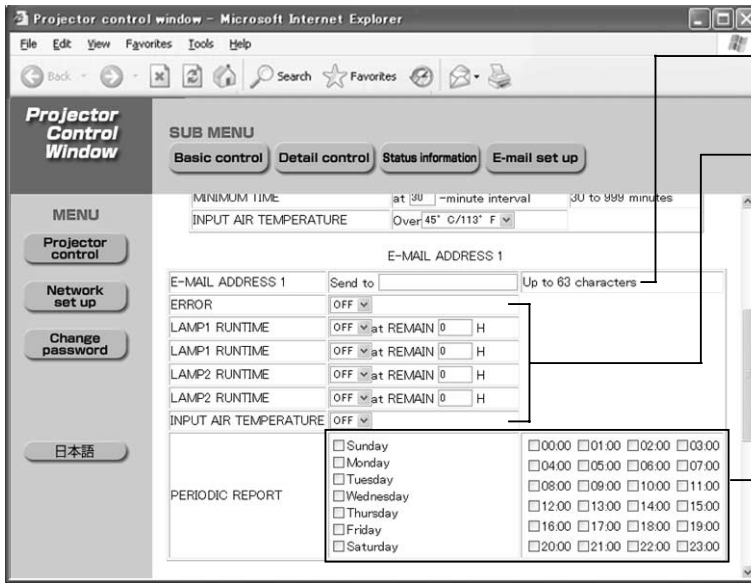 Projector control window - Microsoft Internet Explorer
File Edit View Favorites Tools Help
Back Search Favorites
Projector
Control
Window
SUB MENU
Basic control Detail control Status information E-mail set up
MENU
Projector
control
Network
set up
Change
password
日本語
MINIMUM TIME at 30 -minute interval 30 to 999 minutes
INPUT AIR TEMPERATURE Over 45° C/113° F
E-MAIL ADDRESS 1
E-MAIL ADDRESS 1 Send to Up to 63 characters
ERROR OFF
LAMP1 RUNTIME OFF at REMAIN 0 H
LAMP1 RUNTIME OFF at REMAIN 0 H
LAMP2 RUNTIME OFF at REMAIN 0 H
LAMP2 RUNTIME OFF at REMAIN 0 H
INPUT AIR TEMPERATURE OFF
PERIODIC REPORT
Sunday
Monday
Tuesday
Wednesday
Thursday
Friday
Saturday
00:00 01:00 02:00 03:00
04:00 05:00 06:00 07:00
08:00 09:00 10:00 11:00
12:00 13:00 14:00 15:00
16:00 17:00 18:00 19:00
20:00 21:00 22:00 23:00